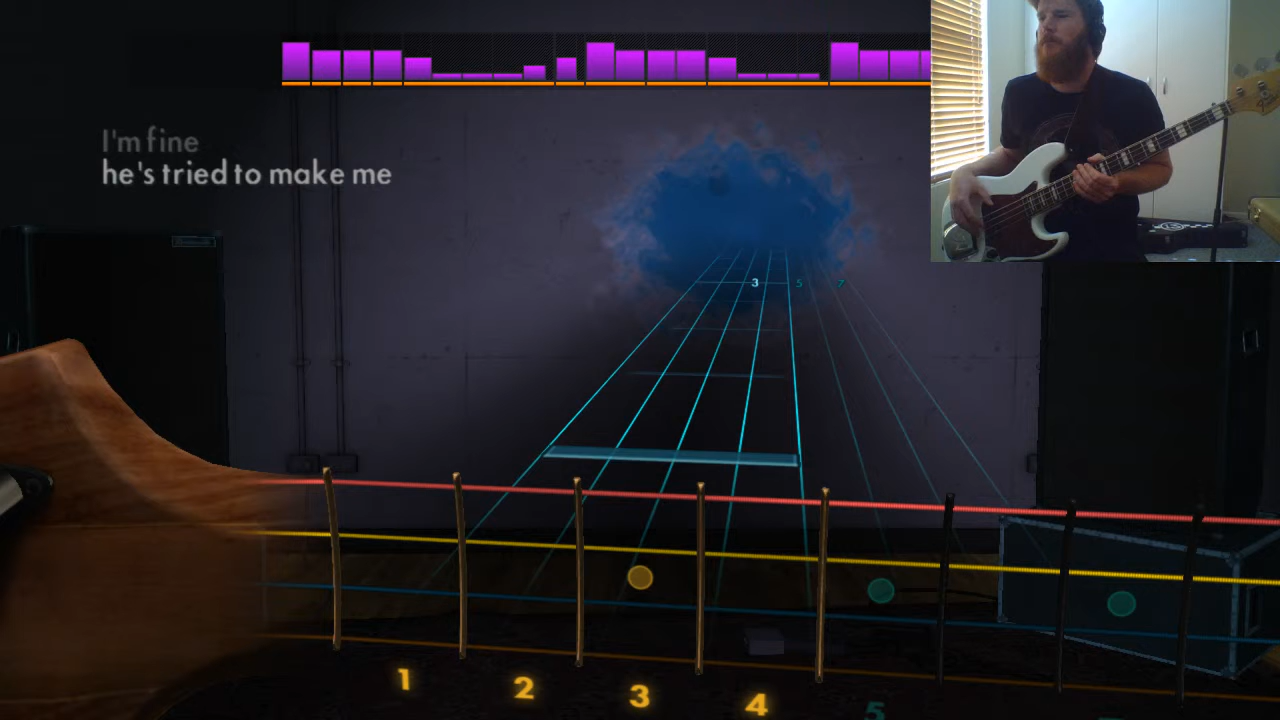 I'm fine
he's tried to make me
3 5 7
1 2 3 4 5